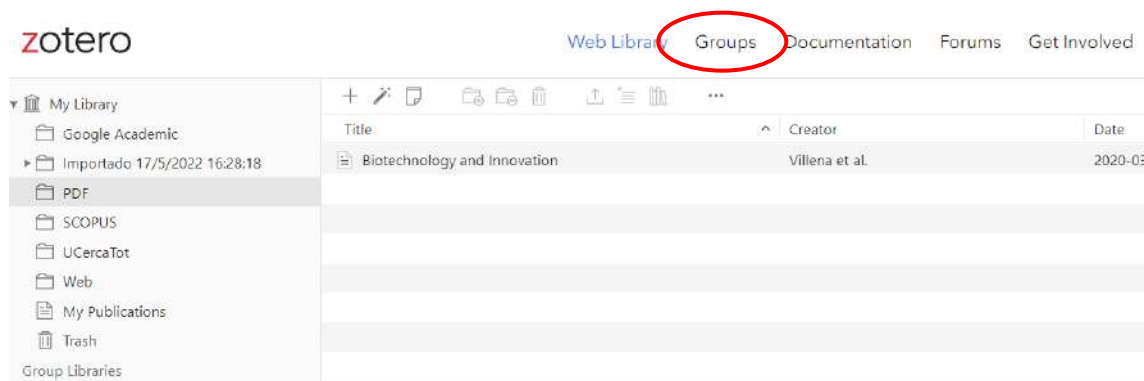 zotero
Web Library Groups Documentation Forums Get Involved
My Library
Google Academic
Importado 17/5/2022 16:28:18
PDF
SCOPUS
UCercaTot
Web
My Publications
Trash
Group Libraries
Title Creator Date
Biotechnology and Innovation Villena et al. 2020-03